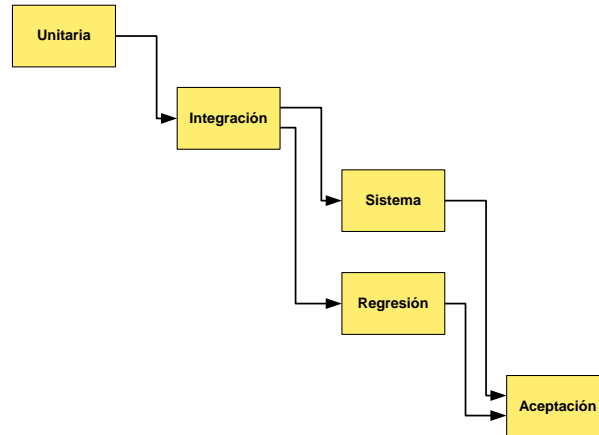 Unitaria
Integración
Sistema
Regresión
Aceptación